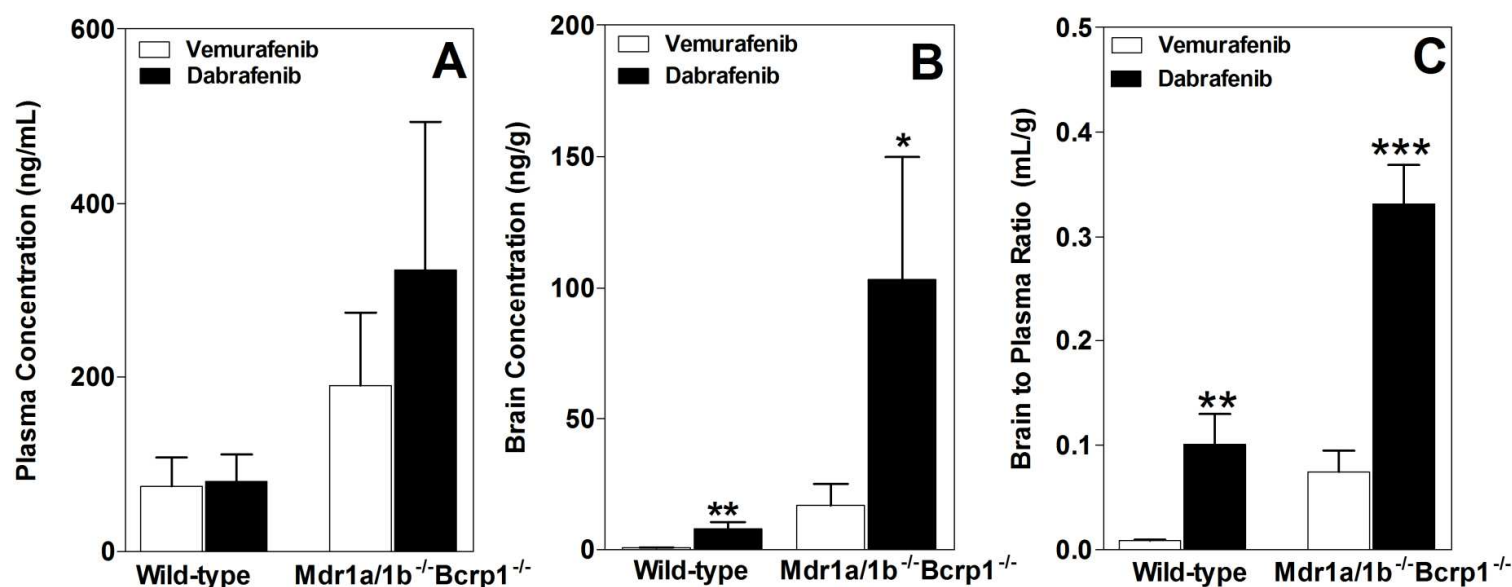 A
Vemurafenib
Dabrafenib
Plasma Concentration (ng/mL)
600
400
200
0
Wild-type
Mdr1a/1b-/-Bcrp1-/-
B
Vemurafenib
Dabrafenib
Brain Concentration (ng/g)
200
150
100
50
0
**
*
Wild-type
Mdr1a/1b-/-Bcrp1-/-
C
Vemurafenib
Dabrafenib
Brain to Plasma Ratio (mL/g)
0.5
0.4
0.3
0.2
0.1
0.0
**
***
Wild-type
Mdr1a/1b-/-Bcrp1-/-